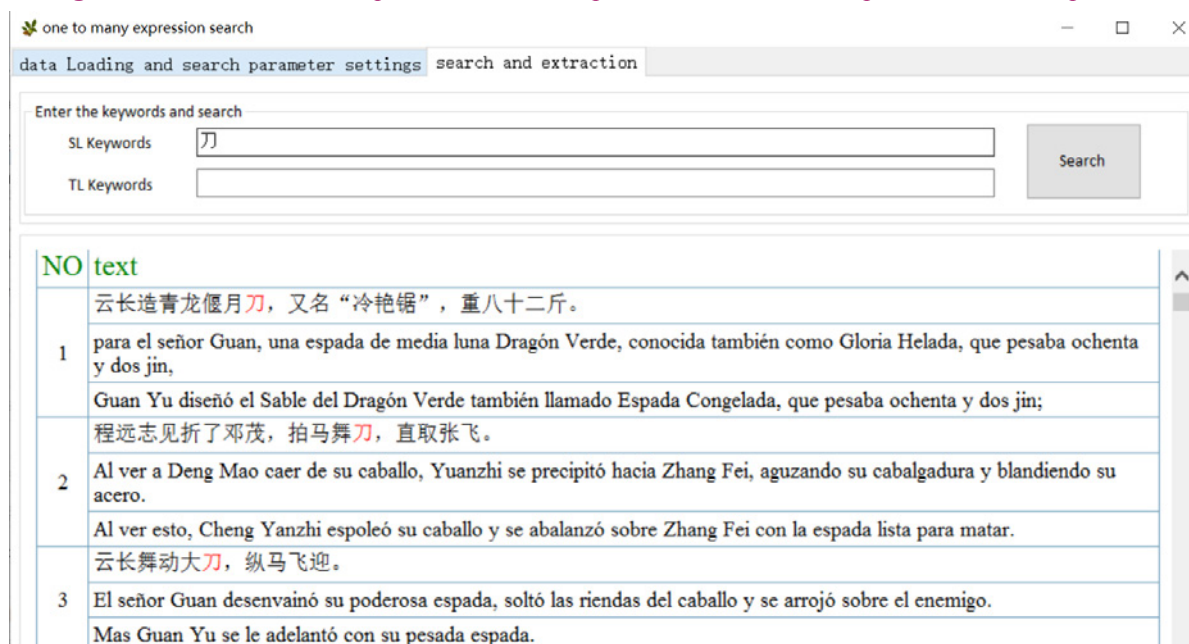 one to many expression search
data Loading and search parameter settings search and extraction
Enter the keywords and search
SL Keywords 刀
Search
TL Keywords
NO text
云长造青龙偃月刀，又名“冷艳锯”，重八十二斤。
1
para el señor Guan, una espada de media luna Dragón Verde, conocida también como Gloria Helada, que pesaba ochenta
y dos jin,
Guan Yu diseñó el Sable del Dragón Verde también llamado Espada Congelada, que pesaba ochenta y dos jin;
程远志见折了邓茂，拍马舞刀，直取张飞。
2
Al ver a Deng Mao caer de su caballo, Yuanzhi se precipitó hacia Zhang Fei, aguzando su cabalgadura y blandiendo su
acero.
Al ver esto, Cheng Yanzhi espoleó su caballo y se abalanzó sobre Zhang Fei con la espada lista para matar.
云长舞动大刀，纵马飞迎。
3 El señor Guan desenvainó su poderosa espada, soltó las riendas del caballo y se arrojó sobre el enemigo.
Mas Guan Yu se le adelantó con su pesada espada.